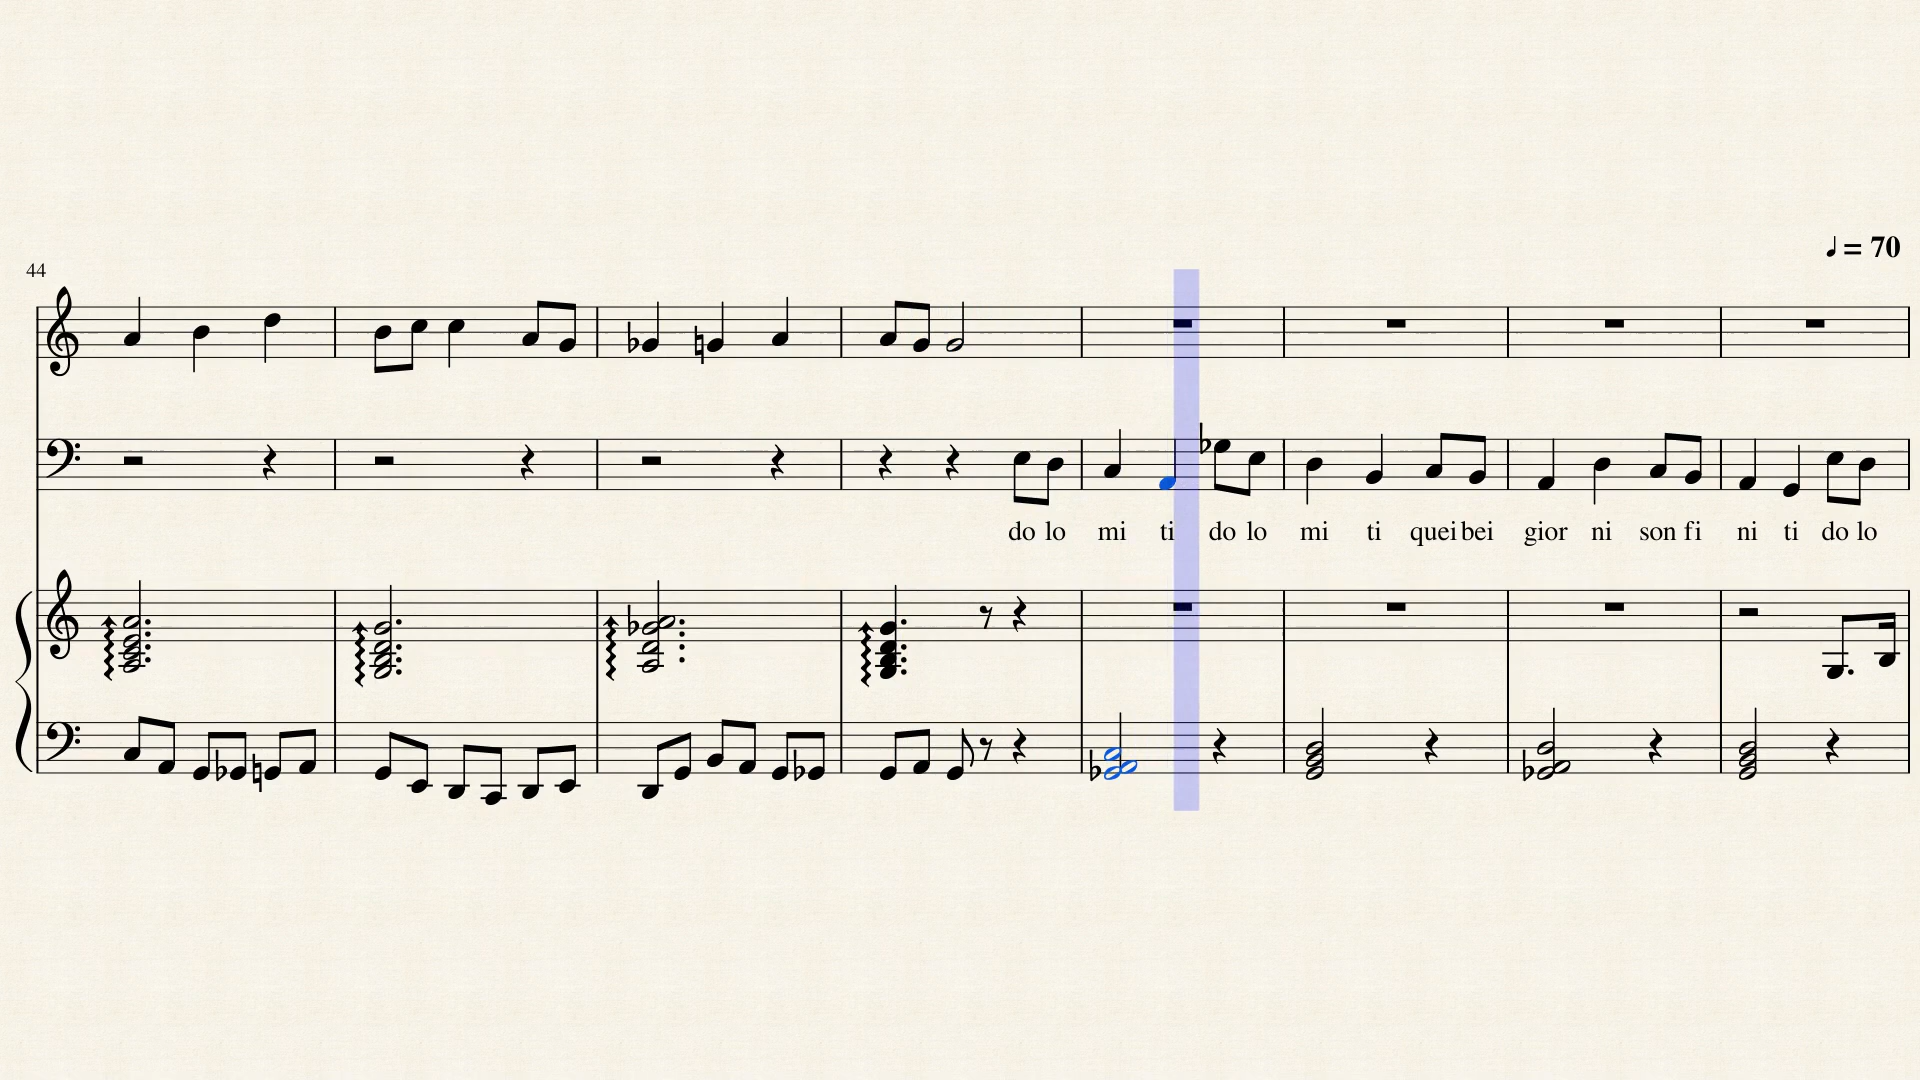 ♩ = 70
44
do lo mi ti do lo mi ti quei bei gior ni son fi ni ti do lo